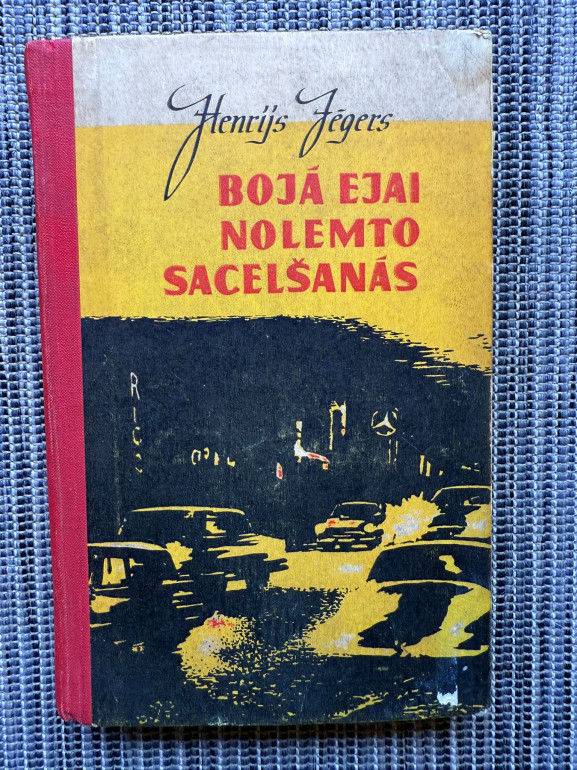 Henrijs Jēgers
BOJĀ EJAI
NOLEMTO
SACELŠANĀS